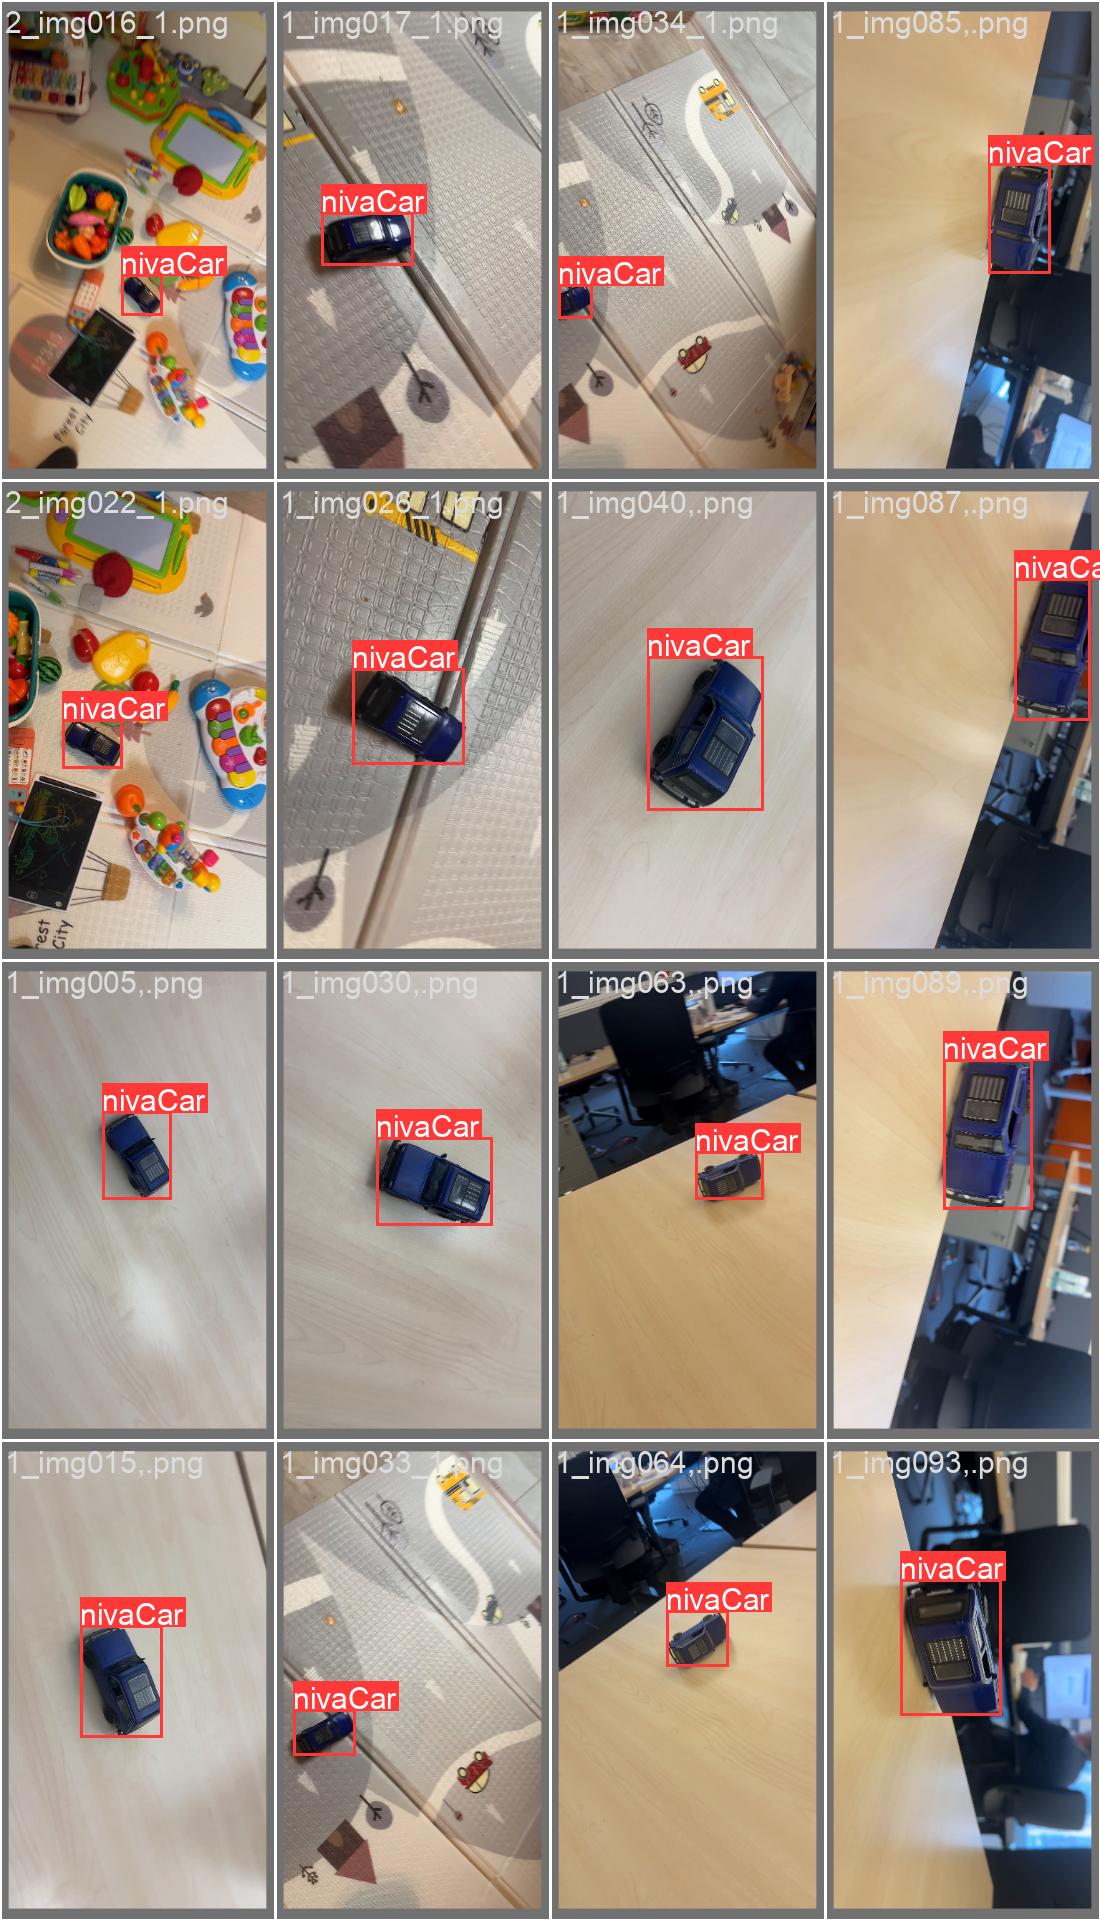 2_img016_1.png
1_img017_1.png
1_img034_1.png
1_img085,.png
nivaCar
nivaCar
nivaCar
nivaCar
Forest
City
2_img022_1.png
1_img026_1.png
1_img040,.png
1_img087,.png
nivaCar
nivaCar
nivaCar
nivaCa
rest
City
1_img005,.png
1_img030,.png
1_img063,.png
1_img089,.png
nivaCar
nivaCar
nivaCar
nivaCar
1_img015,.png
1_img033_1.png
1_img064,.png
1_img093,.png
nivaCar
nivaCar
nivaCar
nivaCar